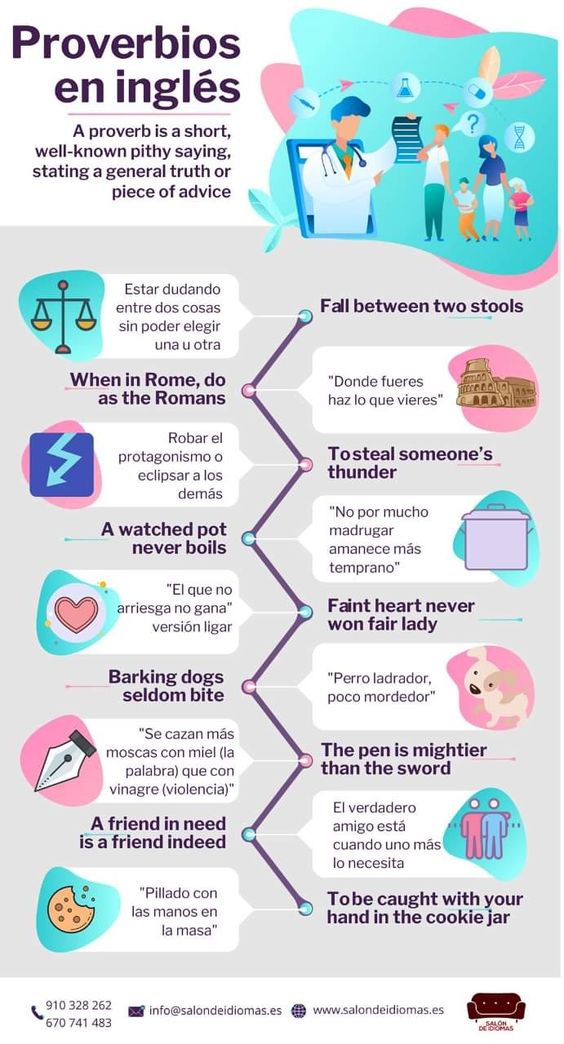 Proverbios
en inglés
A proverb is a short,
well-known pithy saying,
stating a general truth or
piece of advice
Estar dudando
entre dos cosas
sin poder elegir
una u otra
Fall between two stools
When in Rome, do
as the Romans
"Donde fueres
haz lo que vieres"
Robar el
protagonismo o
eclipsar a los
demás
To steal someone's
thunder
A watched pot
never boils
"No por mucho
madrugar
amanece más
temprano"
"El que no
arriesga no gana"
versión ligar
Faint heart never
won fair lady
Barking dogs
seldom bite
"Perro ladrador,
poco mordedor"
"Se cazan más
moscas con miel (la
palabra) que con
vinagre (violencia)"
The pen is mightier
than the sword
A friend in need
is a friend indeed
El verdadero
amigo está
cuando uno más
lo necesita
"Pillado con
las manos en
la masa"
To be caught with your
hand in the cookie jar
910 328 262
670 741 483
info@salondeidiomas.es
www.salondeidiomas.es
SALÓN
DE IDIOMAS